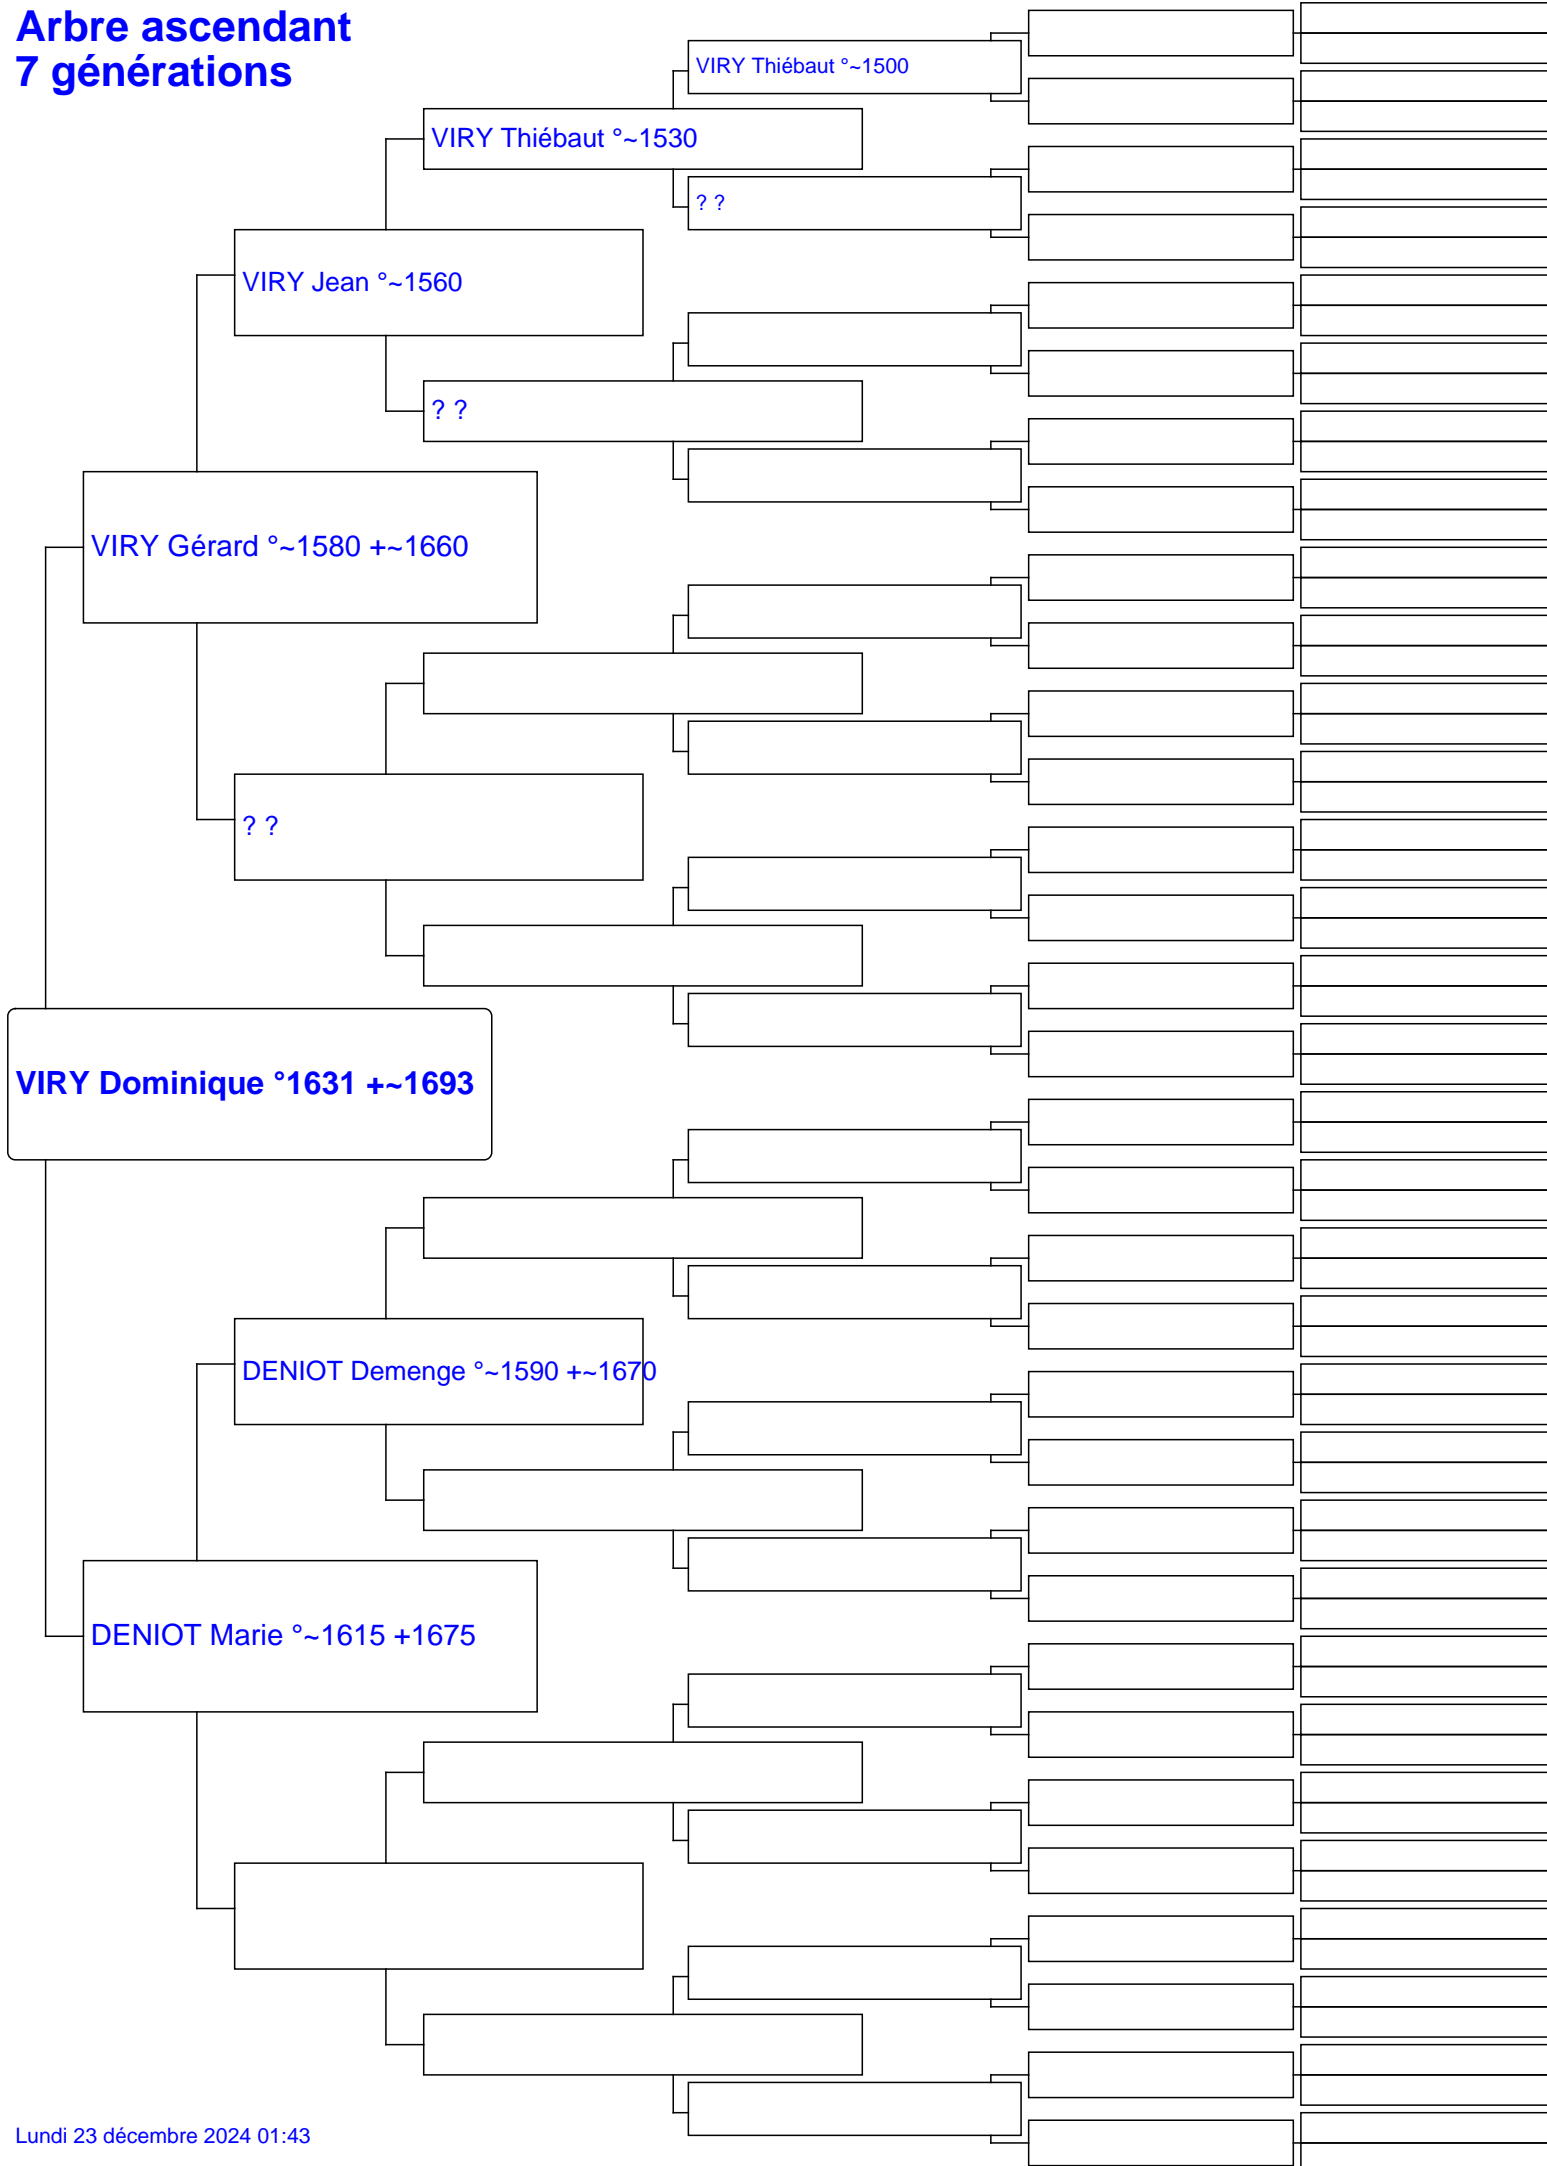 Arbre ascendant
7 générations
VIRY Thiébaut °~1500
VIRY Thiébaut °~1530
? ?
VIRY Jean °~1560
? ?
VIRY Gérard °~1580 +~1660
? ?
VIRY Dominique °1631 +~1693
DENIOT Demenge °~1590 +~1670
DENIOT Marie °~1615 +1675
Lundi 23 décembre 2024 01:43